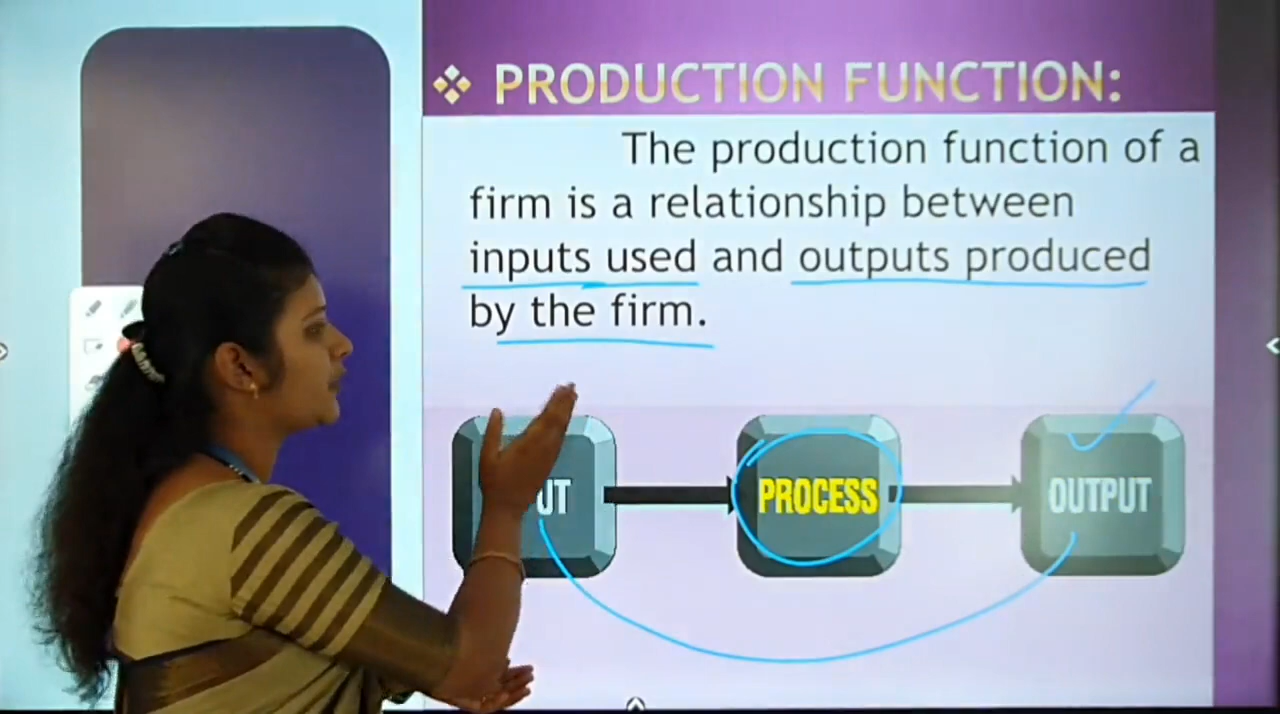 ❖ PRODUCTION FUNCTION:
The production function of a
firm is a relationship between
inputs used and outputs produced
by the firm.
PROCESS
OUTPUT